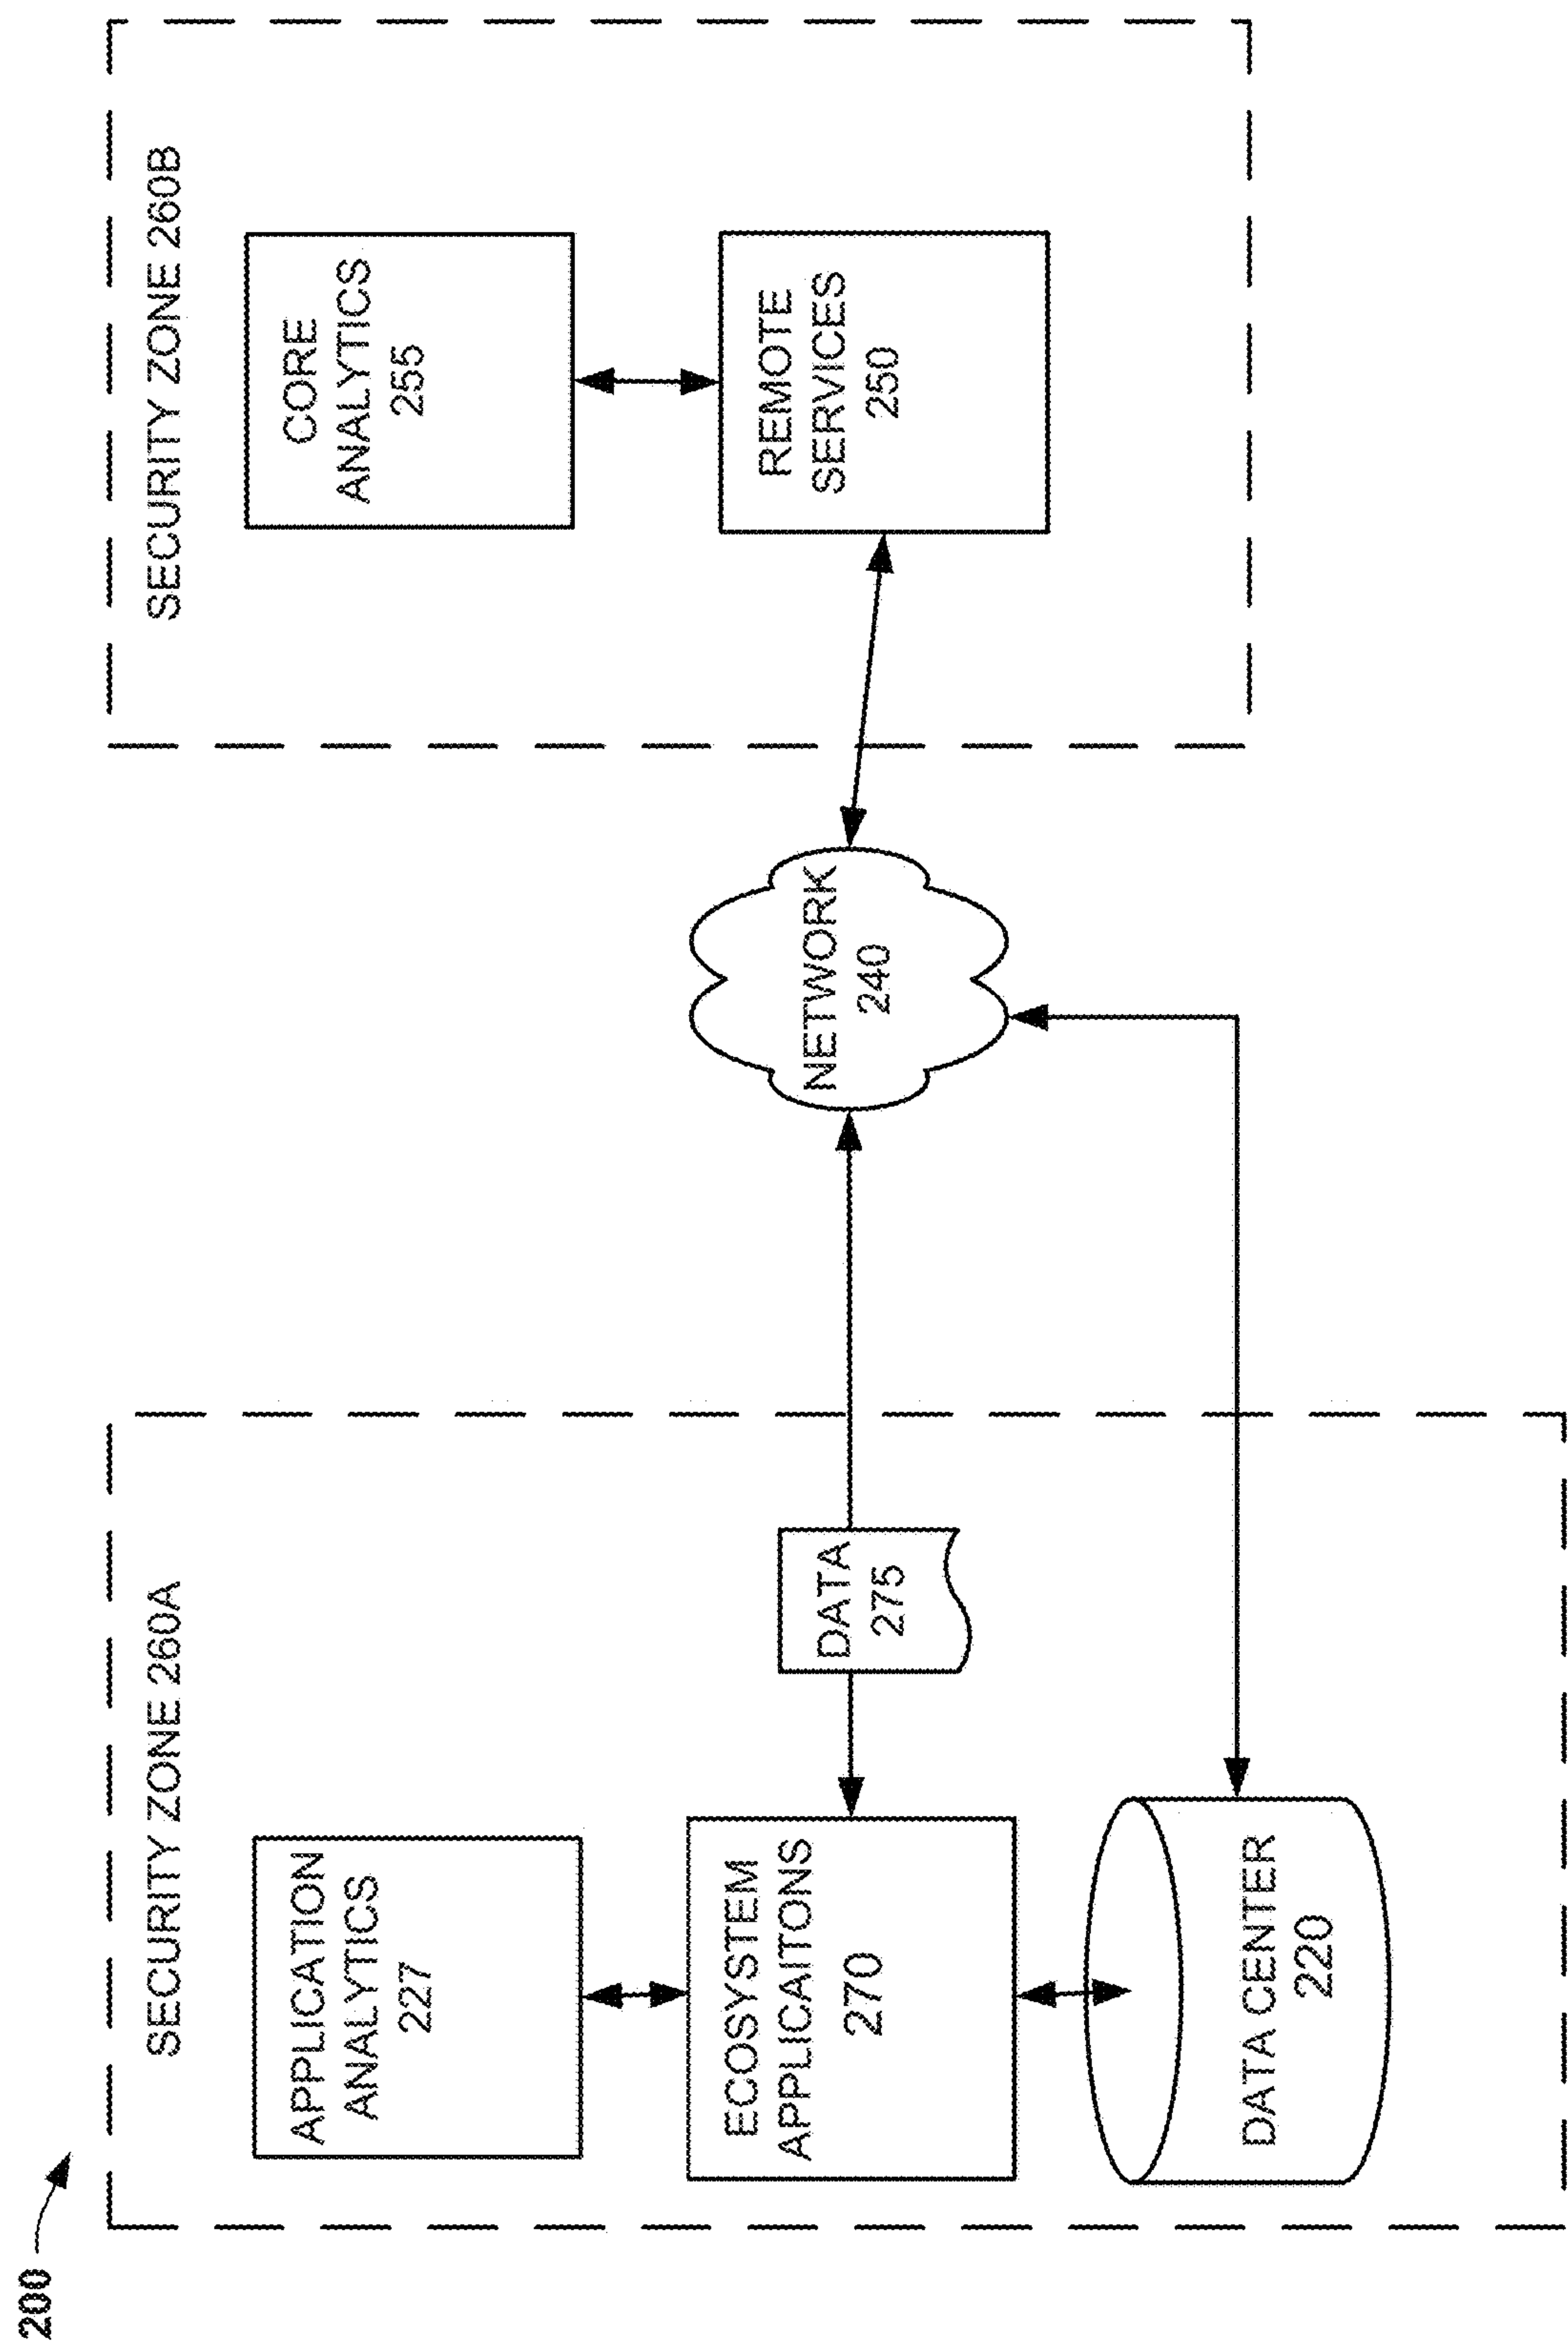 200
SECURITY ZONE 260A
APPLICATION
ANALYTICS
227
ECOSYSTEM
APPLICAITONS
270
DATA
275
DATA CENTER
220
NETWORK
240
SECURITY ZONE 260B
CORE
ANALYTICS
255
REMOTE
SERVICES
250